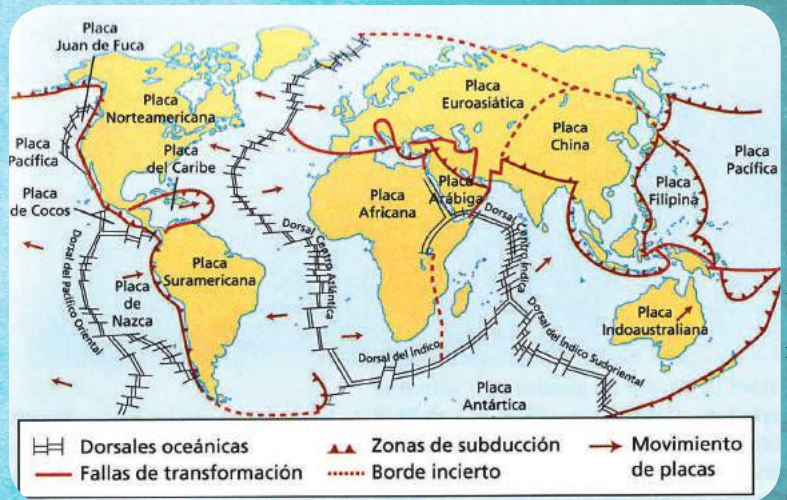 Placa
Juan de Fuca
Placa
Norteamericana
Placa
Euroasiática
Placa
China
Placa
Pacífica
Placa
del Caribe
Placa
Pacífica
Placa
de Cocos
Placa
Africana
Placa
Arábiga
Placa
Filipina
Dorsal del Pacífico Oriental
Placa
de
Nazca
Placa
Suramericana
Dorsal Centro Atlántica
Dorsal Centro Índica
Placa
Indoaustraliana
Dorsal del Índico
Dorsal del Índico Sudoriental
Placa
Antártica
Dorsales oceánicas
Zonas de subducción
Movimiento
de placas
Fallas de transformación
Borde incierto